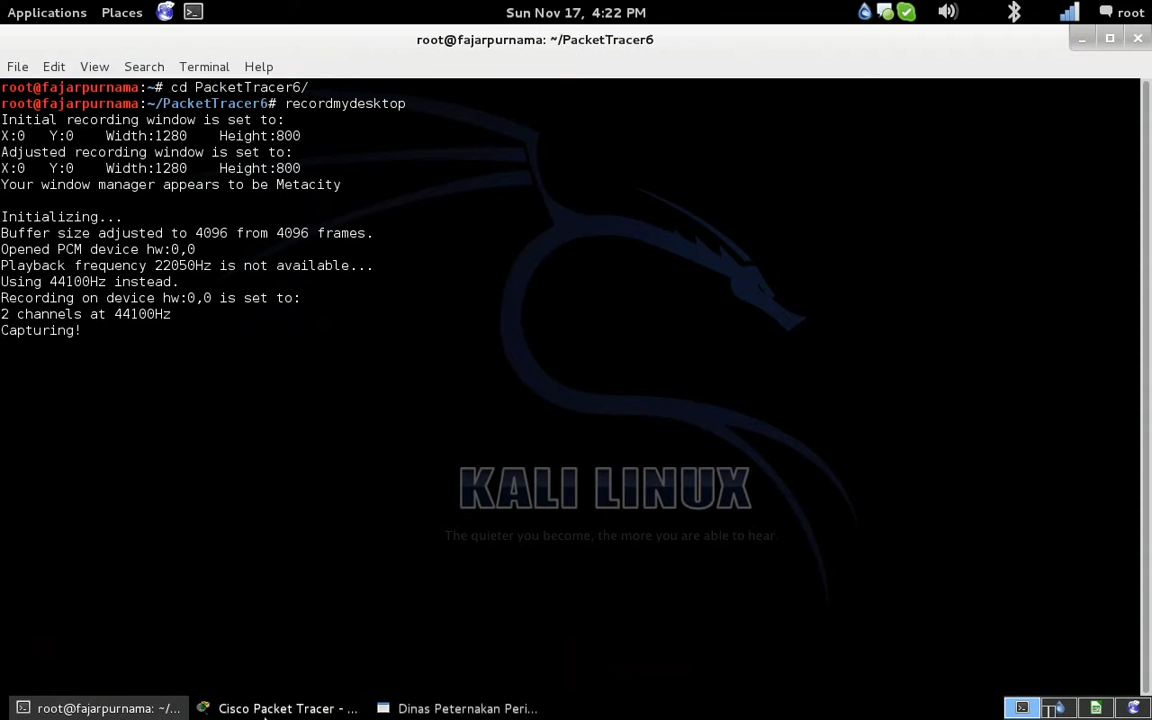 Applications Places Sun Nov 17, 4:22 PM root
root@fajarpurnama: ~/PacketTracer6
File Edit View Search Terminal Help
root@fajarpurnama:~# cd PacketTracer6/
root@fajarpurnama:~/PacketTracer6# recordmydesktop
Initial recording window is set to:
X:0 Y:0 Width:1280 Height:800
Adjusted recording window is set to:
X:0 Y:0 Width:1280 Height:800
Your window manager appears to be Metacity
Initializing...
Buffer size adjusted to 4096 from 4096 frames.
Opened PCM device hw:0,0
Playback frequency 22050Hz is not available...
Using 44100Hz instead.
Recording on device hw:0,0 is set to:
2 channels at 44100Hz
Capturing!
KALI LINUX
The quieter you become, the more you are able to hear.
root@fajarpurnama: ~/... Cisco Packet Tracer - ... Dinas Peternakan Peri...